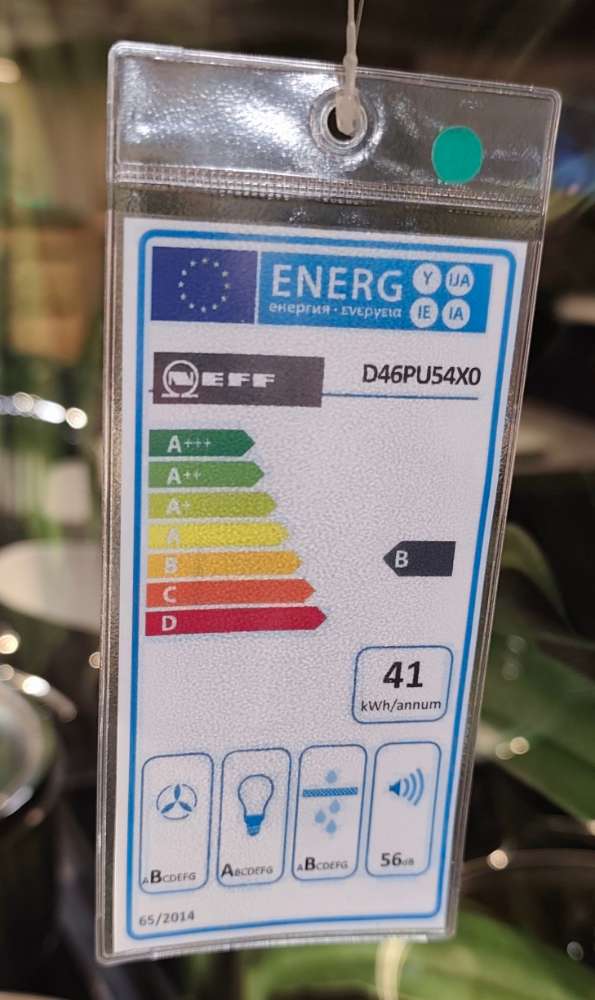 ENERG Y IJA
енергия · ενεργεια IE IA
NEFF D46PU54X0
A+++
A++
A+
A
B
B
C
D
41
kWh/annum
ABCDEFG
ABCDEFG
ABCDEFG
56dB
65/2014